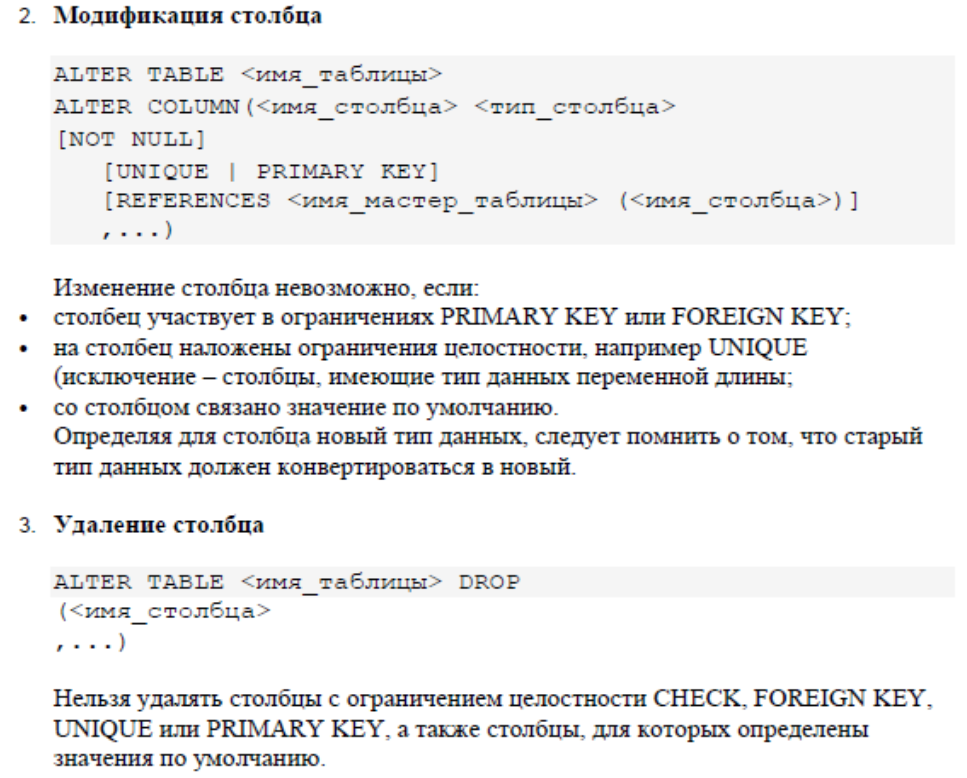 2. Модификация столбца
ALTER TABLE <имя_таблицы>
ALTER COLUMN(<имя_столбца> <тип_столбца>
[NOT NULL]
[UNIQUE | PRIMARY KEY]
[REFERENCES <имя_мастер_таблицы> (<имя_столбца>)]
,...)
Изменение столбца невозможно, если:
• столбец участвует в ограничениях PRIMARY KEY или FOREIGN KEY;
• на столбец наложены ограничения целостности, например UNIQUE
(исключение – столбцы, имеющие тип данных переменной длины;
• со столбцом связано значение по умолчанию.
Определяя для столбца новый тип данных, следует помнить о том, что старый
тип данных должен конвертироваться в новый.
3. Удаление столбца
ALTER TABLE <имя_таблицы> DROP
(<имя_столбца>
,...)
Нельзя удалять столбцы с ограничением целостности CHECK, FOREIGN KEY,
UNIQUE или PRIMARY KEY, а также столбцы, для которых определены
значения по умолчанию.